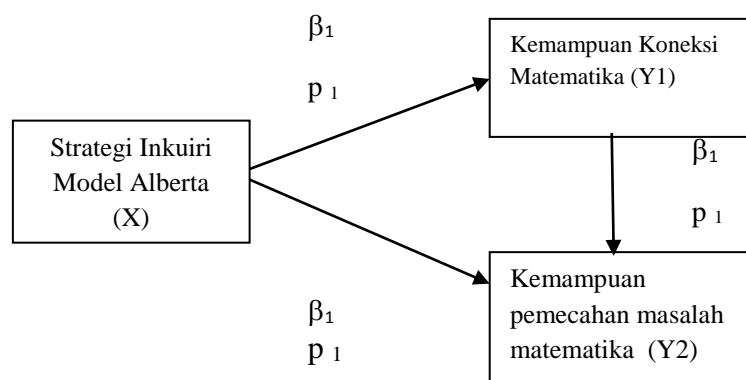 β₁
p ₁
Kemampuan Koneksi
Matematika (Y1)
Strategi Inkuiri
Model Alberta
(X)
β₁
p ₁
Kemampuan
pemecahan masalah
matematika (Y2)
β₁
p ₁